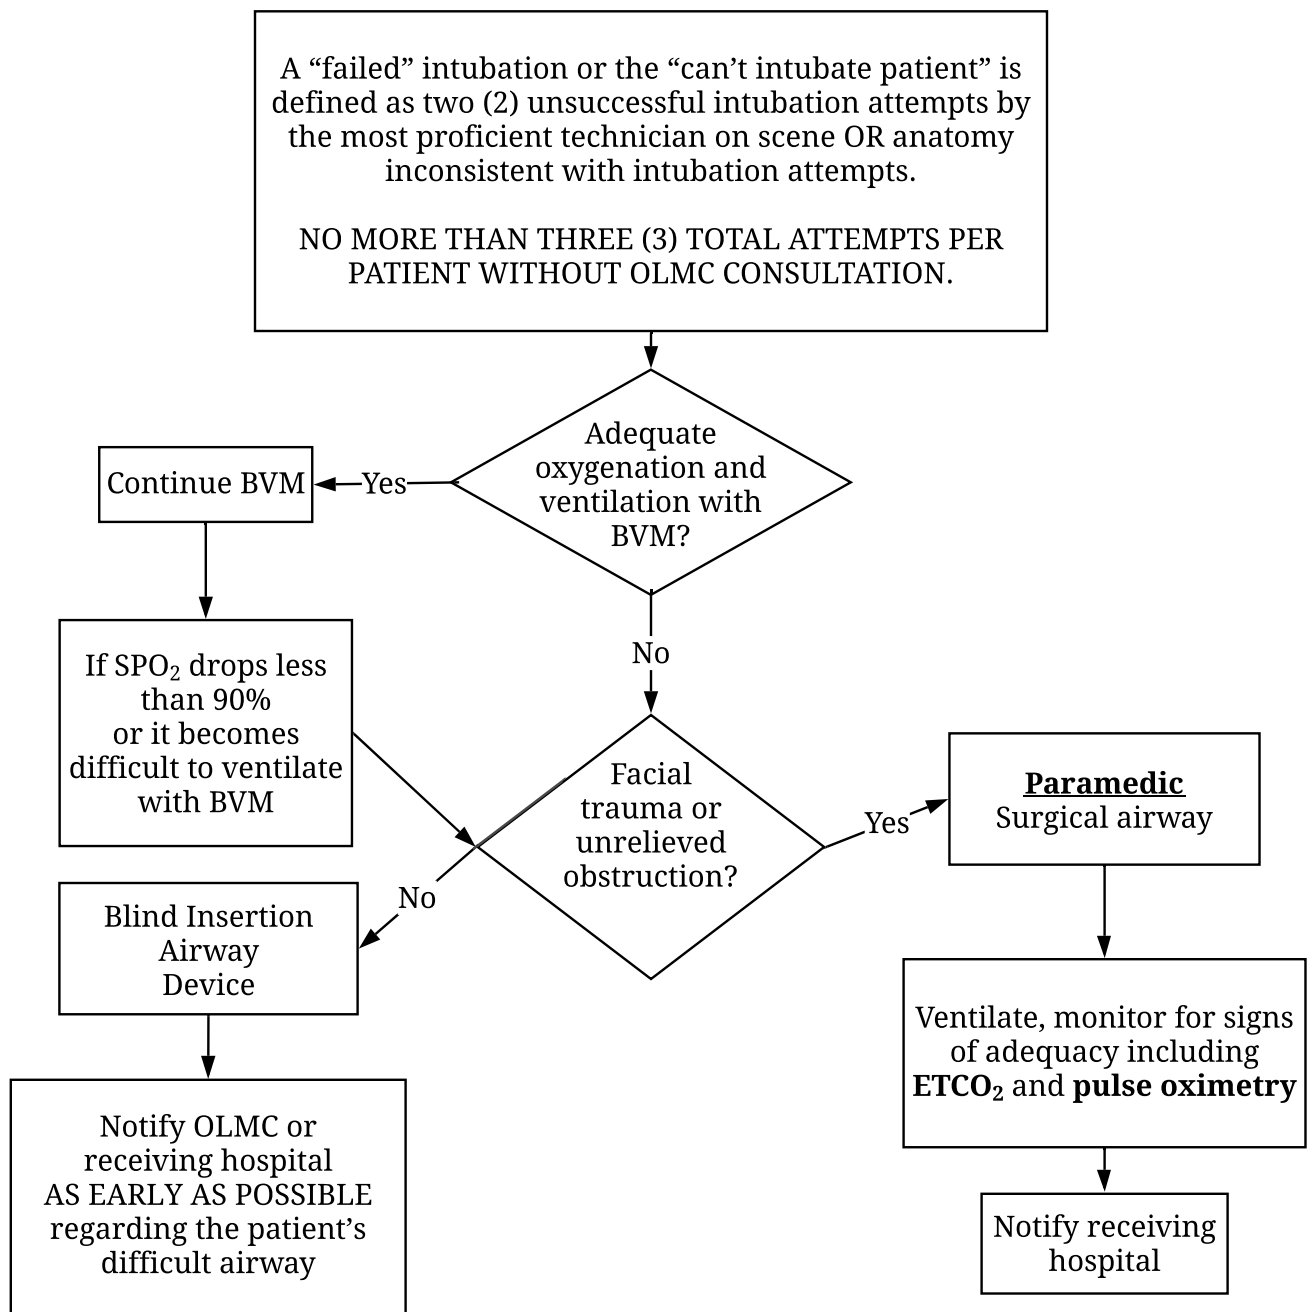 A “failed” intubation or the “can’t intubate patient” is
defined as two (2) unsuccessful intubation attempts by
the most proficient technician on scene OR anatomy
inconsistent with intubation attempts.
NO MORE THAN THREE (3) TOTAL ATTEMPTS PER
PATIENT WITHOUT OLMC CONSULTATION.
Adequate
oxygenation and
ventilation with
BVM?
Yes
Continue BVM
If SPO₂ drops less
than 90%
or it becomes
difficult to ventilate
with BVM
No
Facial
trauma or
unrelieved
obstruction?
No
Blind Insertion
Airway
Device
Notify OLMC or
receiving hospital
AS EARLY AS POSSIBLE
regarding the patient’s
difficult airway
Yes
Paramedic
Surgical airway
Ventilate, monitor for signs
of adequacy including
ETCO₂ and pulse oximetry
Notify receiving
hospital